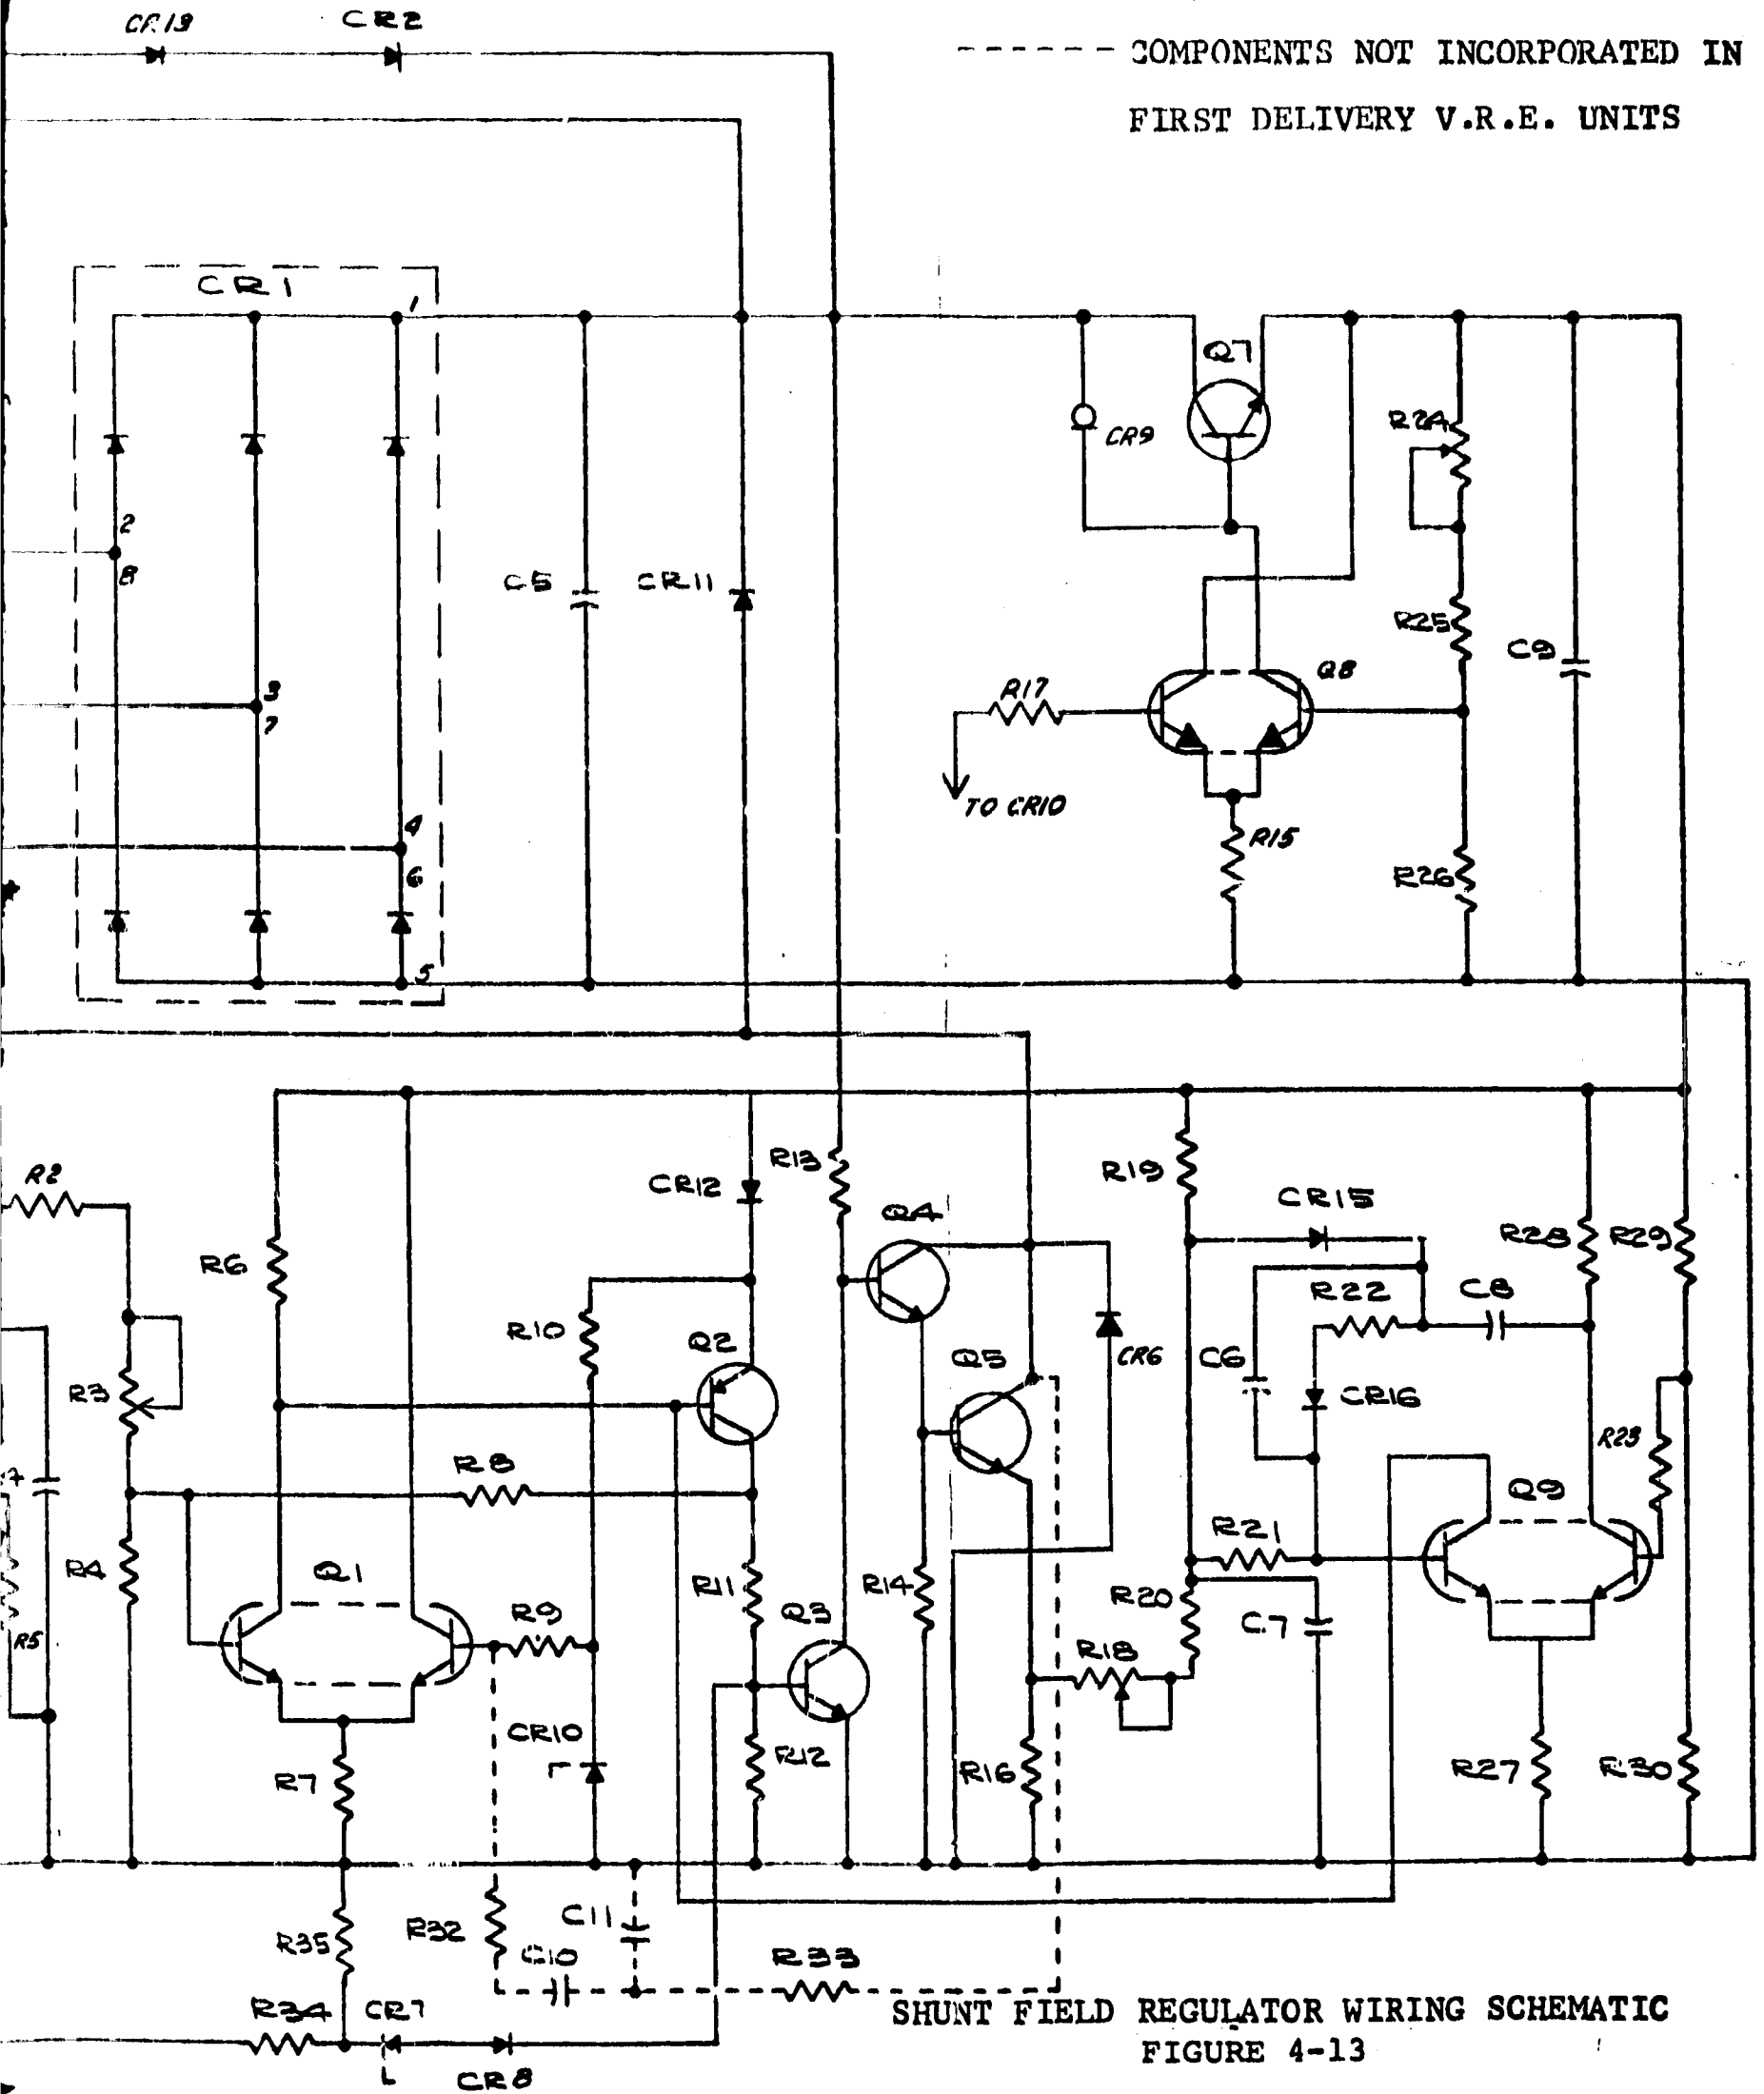 CR13
CR2
------ COMPONENTS NOT INCORPORATED IN
FIRST DELIVERY V.R.E. UNITS
CR1
1
Q7
R24
CR9
2
8
C5
CR11
R25
C9
3
7
R17
Q8
TO CR10
4
6
R15
R26
5
R2
R13
R19
CR12
CR15
R6
Q4
R28
R29
R22
C8
R10
Q2
CR6
C6
Q5
R3
CR16
R8
R23
Q9
R4
Q1
R11
R14
R21
R9
Q3
R20
C7
R5
R18
CR10
R12
R7
R16
R27
R30
R35
R32
C11
C10
R33
R34
CR7
CR8
SHUNT FIELD REGULATOR WIRING SCHEMATIC
FIGURE 4-13